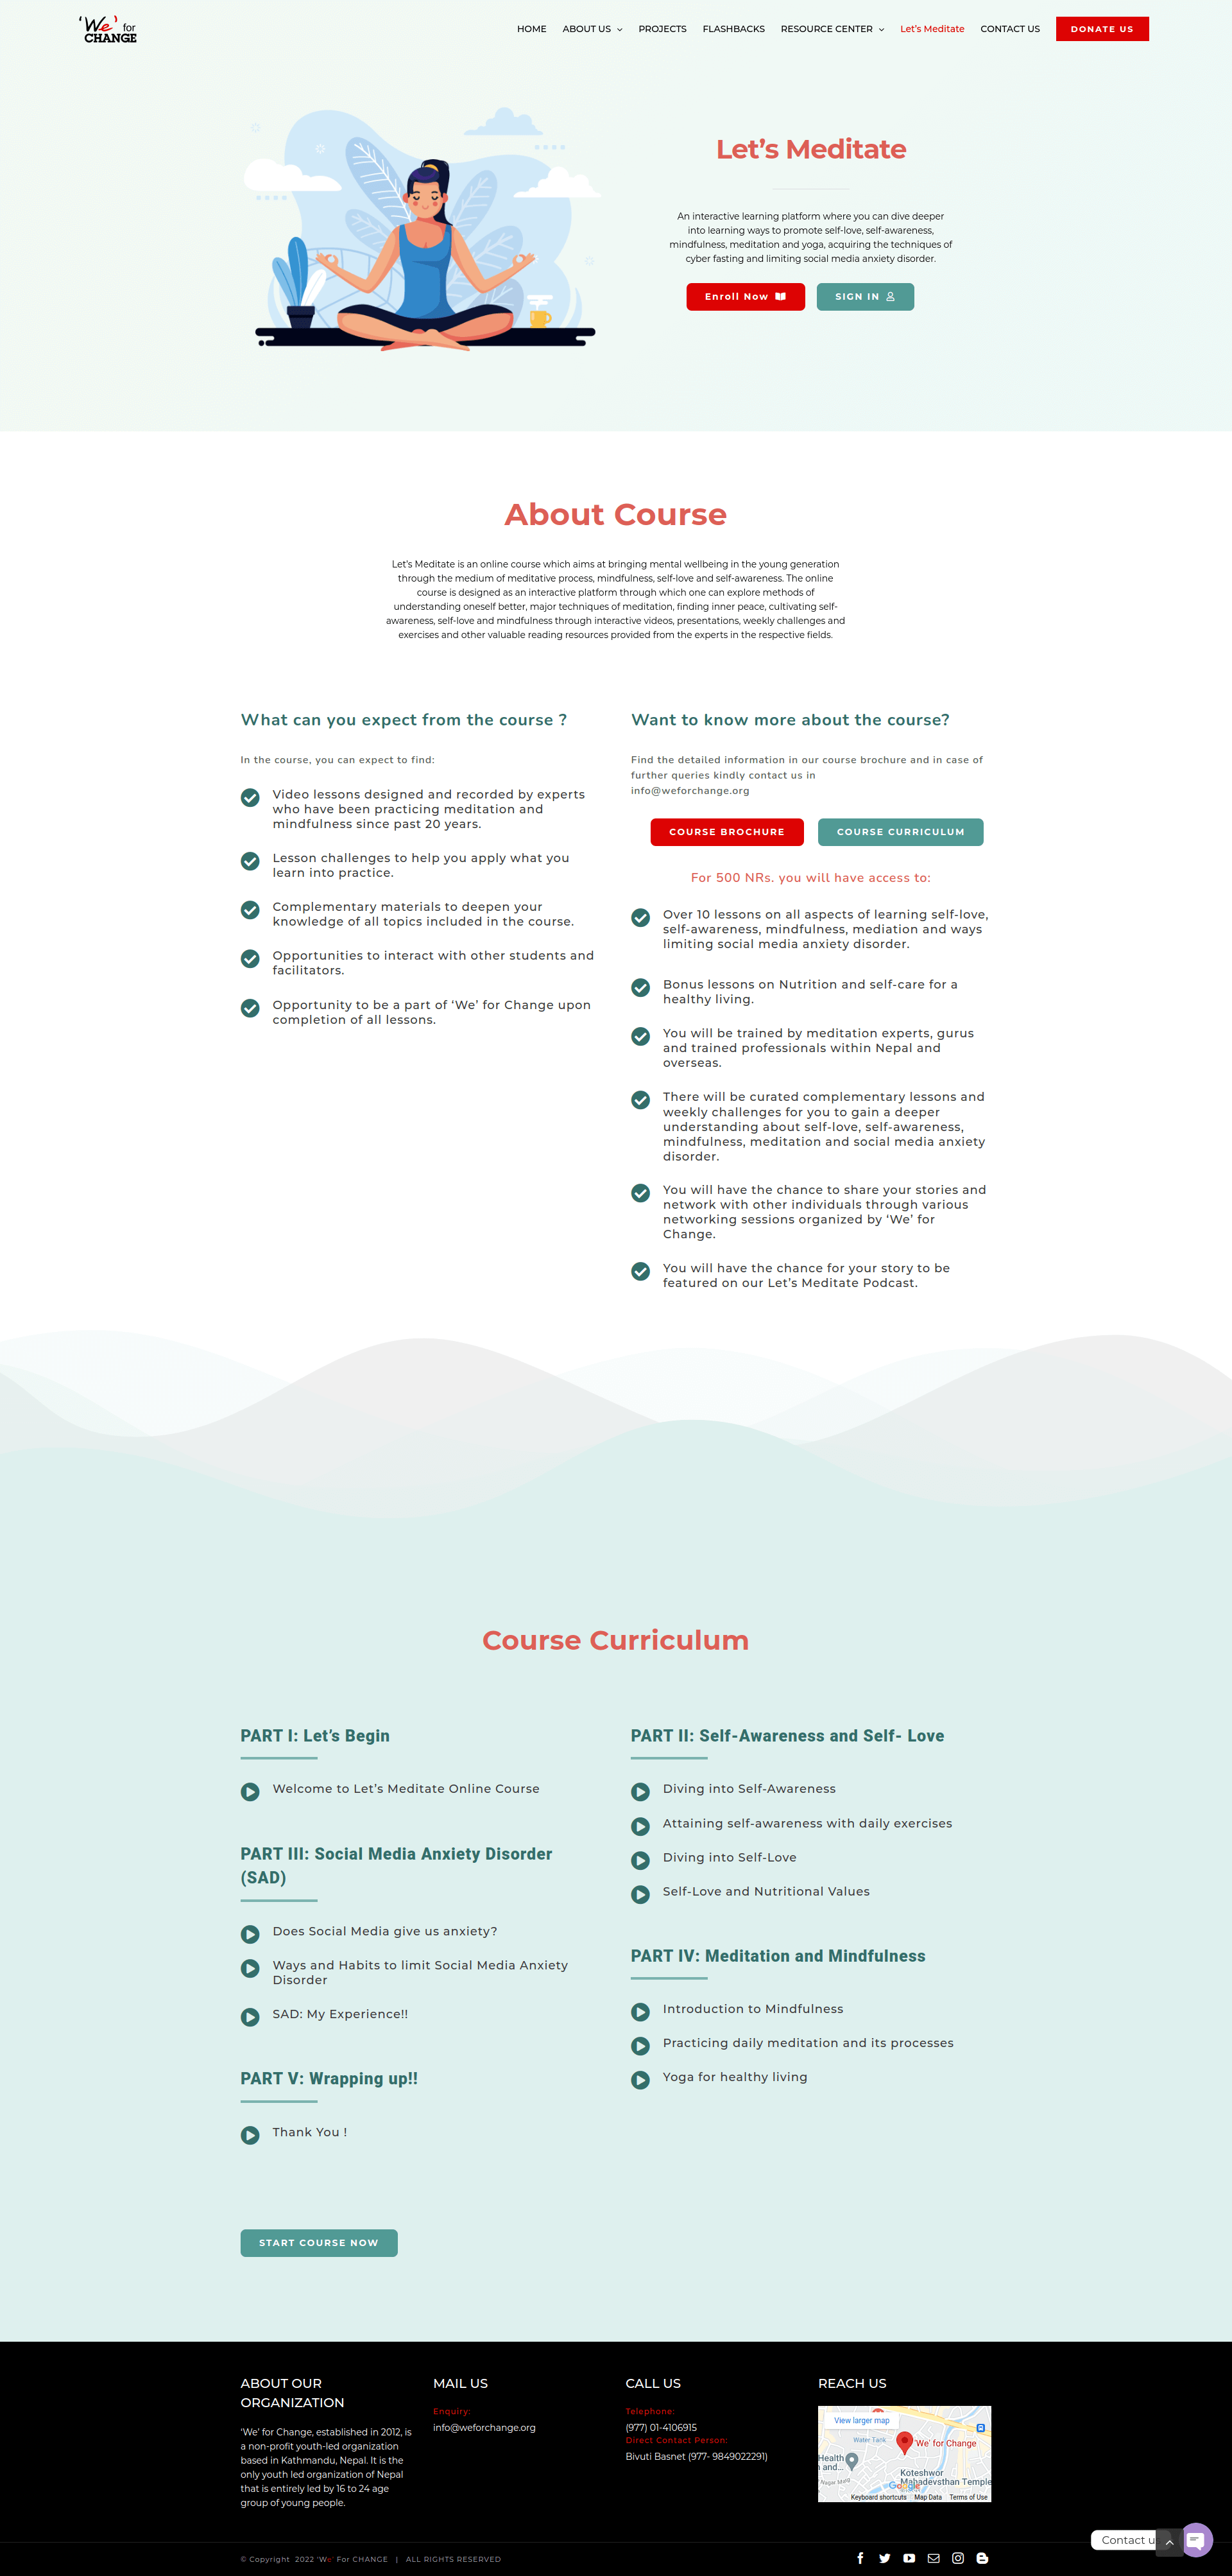 'We' for
CHANGE
HOME
ABOUT US
PROJECTS
FLASHBACKS
RESOURCE CENTER
Let's Meditate
CONTACT US
DONATE US
Let's Meditate
An interactive learning platform where you can dive deeper
into learning ways to promote self-love, self-awareness,
mindfulness, meditation and yoga, acquiring the techniques of
cyber fasting and limiting social media anxiety disorder.
Enroll Now
SIGN IN
About Course
Let's Meditate is an online course which aims at bringing mental wellbeing in the young generation
through the medium of meditative process, mindfulness, self-love and self-awareness. The online
course is designed as an interactive platform through which one can explore methods of
understanding oneself better, major techniques of meditation, finding inner peace, cultivating self-
awareness, self-love and mindfulness through interactive videos, presentations, weekly challenges and
exercises and other valuable reading resources provided from the experts in the respective fields.
What can you expect from the course ?
In the course, you can expect to find:
Video lessons designed and recorded by experts
who have been practicing meditation and
mindfulness since past 20 years.
Lesson challenges to help you apply what you
learn into practice.
Complementary materials to deepen your
knowledge of all topics included in the course.
Opportunities to interact with other students and
facilitators.
Opportunity to be a part of 'We' for Change upon
completion of all lessons.
Want to know more about the course?
Find the detailed information in our course brochure and in case of
further queries kindly contact us in
info@weforchange.org
COURSE BROCHURE
COURSE CURRICULUM
For 500 NRs. you will have access to:
Over 10 lessons on all aspects of learning self-love,
self-awareness, mindfulness, mediation and ways
limiting social media anxiety disorder.
Bonus lessons on Nutrition and self-care for a
healthy living.
You will be trained by meditation experts, gurus
and trained professionals within Nepal and
overseas.
There will be curated complementary lessons and
weekly challenges for you to gain a deeper
understanding about self-love, self-awareness,
mindfulness, meditation and social media anxiety
disorder.
You will have the chance to share your stories and
network with other individuals through various
networking sessions organized by 'We' for
Change.
You will have the chance for your story to be
featured on our Let's Meditate Podcast.
Course Curriculum
PART I: Let's Begin
Welcome to Let's Meditate Online Course
PART III: Social Media Anxiety Disorder
(SAD)
Does Social Media give us anxiety?
Ways and Habits to limit Social Media Anxiety
Disorder
SAD: My Experience!!
PART V: Wrapping up!!
Thank You !
PART II: Self-Awareness and Self- Love
Diving into Self-Awareness
Attaining self-awareness with daily exercises
Diving into Self-Love
Self-Love and Nutritional Values
PART IV: Meditation and Mindfulness
Introduction to Mindfulness
Practicing daily meditation and its processes
Yoga for healthy living
START COURSE NOW
ABOUT OUR
ORGANIZATION
'We' for Change, established in 2012, is
a non-profit youth-led organization
based in Kathmandu, Nepal. It is the
only youth led organization of Nepal
that is entirely led by 16 to 24 age
group of young people.
MAIL US
Enquiry:
info@weforchange.org
CALL US
Telephone:
(977) 01-4106915
Direct Contact Person:
Bivuti Basnet (977- 9849022291)
REACH US
View larger map
Water Tank
'We' for Change
Health
n and...
Nagar Marg
Koteshwor
Mahadevsthan Temple
Google
Keyboard shortcuts
Map Data
Terms of Use
© Copyright 2022 'We' For CHANGE | ALL RIGHTS RESERVED
Contact u